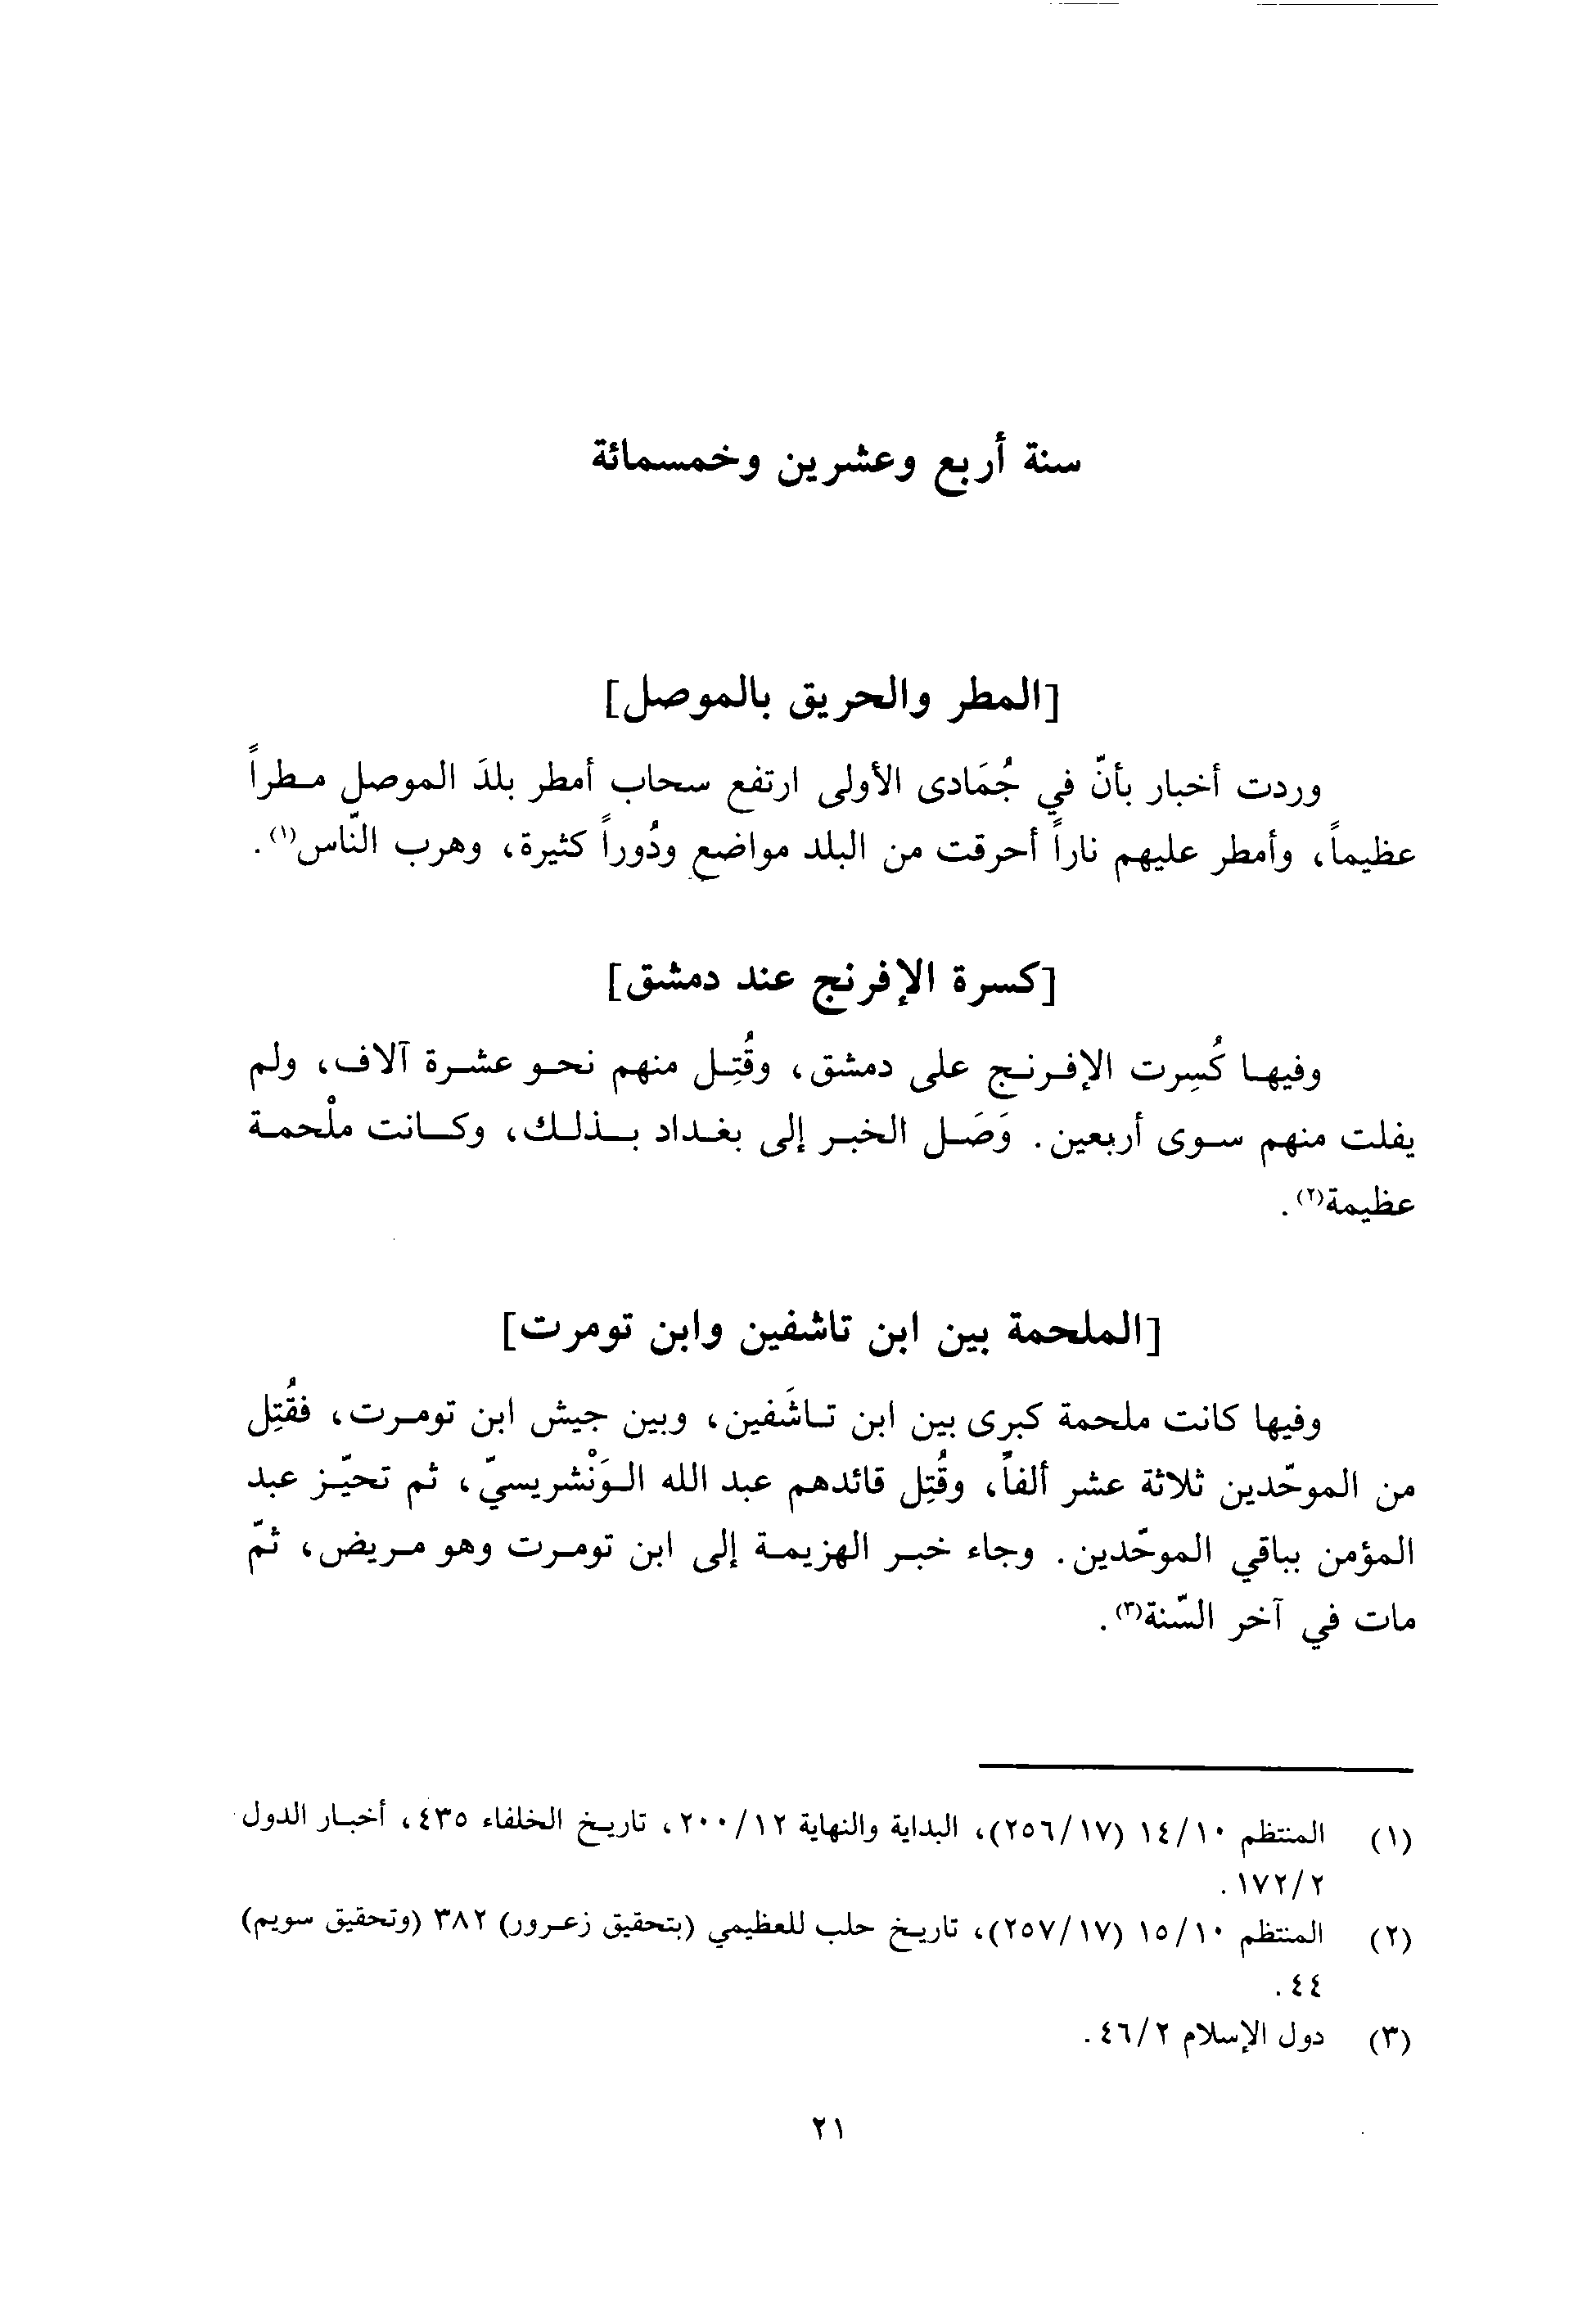 سنة أربع وعشرين وخمسمائة
[المطر والحريق بالموصل]
وردت أخبار بأنّ في جُمَادى الأولى ارتفع سحاب أمطر بلدَ الموصل مطراً
عظيماً، وأمطر عليهم ناراً أحرقت من البلد مواضع ودُوراً كثيرة، وهرب النّاس(١).
[كسرة الإفرنج عند دمشق]
وفيها كُسِرت الإفرنج على دمشق، وقُتِل منهم نحو عشرة آلاف، ولم
يفلت منهم سوى أربعين. وَصَل الخبر إلى بغداد بذلك، وكانت ملْحمة
عظيمة(٢).
[الملحمة بين ابن تاشفين وابن تومرت]
وفيها كانت ملحمة كبرى بين ابن تاشَفين، وبين جيش ابن تومرت، فقُتِل
من الموحّدين ثلاثة عشر ألفاً، وقُتِل قائدهم عبد الله الوَنْشريسيّ، ثم تحيّز عبد
المؤمن بباقي الموحّدين. وجاء خبر الهزيمة إلى ابن تومرت وهو مريض، ثمّ
مات في آخر السّنة(٣).
(١) المنتظم ١٤/١٠ (٢٥٦/١٧)، البداية والنهاية ٢٠٠/١٢، تاريخ الخلفاء ٤٣٥، أخبار الدول
١٧٢/٢.
(٢) المنتظم ١٥/١٠ (٢٥٧/١٧)، تاريخ حلب للعظيمي (بتحقيق زعرور) ٣٨٢ (وتحقيق سويم)
٤٤.
(٣) دول الإسلام ٤٦/٢.
٢١